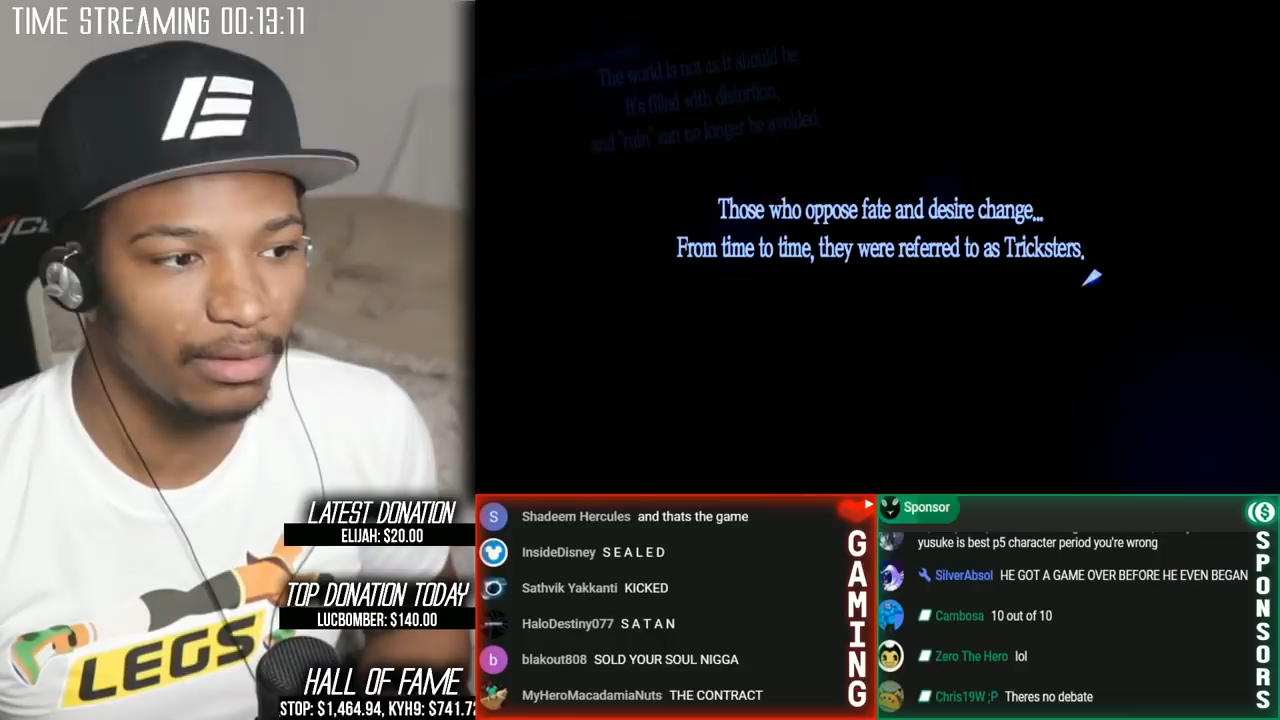 TIME STREAMING 00:13:11
The world is not as it should be.
It's filled with distortion,
and "ruin" can no longer be avoided.
Those who oppose fate and desire change...
From time to time, they were referred to as Tricksters.
LEGS
LATEST DONATION
ELIJAH: $20.00
TOP DONATION TODAY
LUCBOMBER: $140.00
HALL OF FAME
STOP: $1,464.94, KYH9: $741.72
S
Shadeem Hercules and thats the game
InsideDisney S E A L E D
Sathvik Yakkanti KICKED
HaloDestiny077 S A T A N
b
blakout808 SOLD YOUR SOUL NIGGA
MyHeroMacadamiaNuts THE CONTRACT
GAMING
Sponsor
yusuke is best p5 character period you're wrong
SilverAbsol HE GOT A GAME OVER BEFORE HE EVEN BEGAN
Cambosa 10 out of 10
Zero The Hero lol
Chris19W ;P Theres no debate
SPONSORS